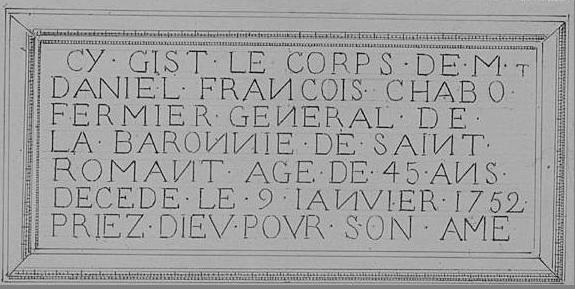 CY · GIST · LE CORPS · DE · M · T
DANIEL · FRANCOIS · CHABO ·
FERMIER · GENERAL · DE
LA · BARONNIE · DE · SAINT ·
ROMANT · AGE · DE · 45 · ANS ·
DECEDE · LE · 9 · IANVIER · 1752 ·
PRIEZ · DIEV · POVR · SON · AME